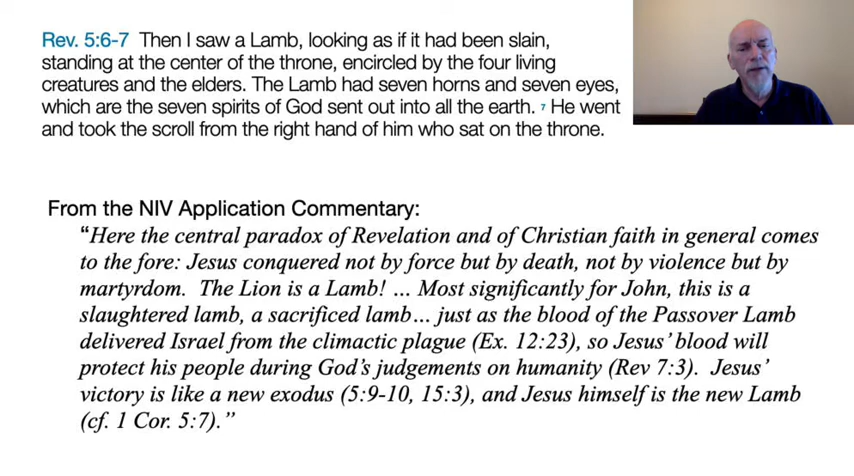 Rev. 5:6-7 Then I saw a Lamb, looking as if it had been slain,
standing at the center of the throne, encircled by the four living
creatures and the elders. The Lamb had seven horns and seven eyes,
which are the seven spirits of God sent out into all the earth. 7 He went
and took the scroll from the right hand of him who sat on the throne.
From the NIV Application Commentary:
“Here the central paradox of Revelation and of Christian faith in general comes
to the fore: Jesus conquered not by force but by death, not by violence but by
martyrdom. The Lion is a Lamb! ... Most significantly for John, this is a
slaughtered lamb, a sacrificed lamb... just as the blood of the Passover Lamb
delivered Israel from the climactic plague (Ex. 12:23), so Jesus’ blood will
protect his people during God’s judgements on humanity (Rev 7:3). Jesus’
victory is like a new exodus (5:9-10, 15:3), and Jesus himself is the new Lamb
(cf. 1 Cor. 5:7).”